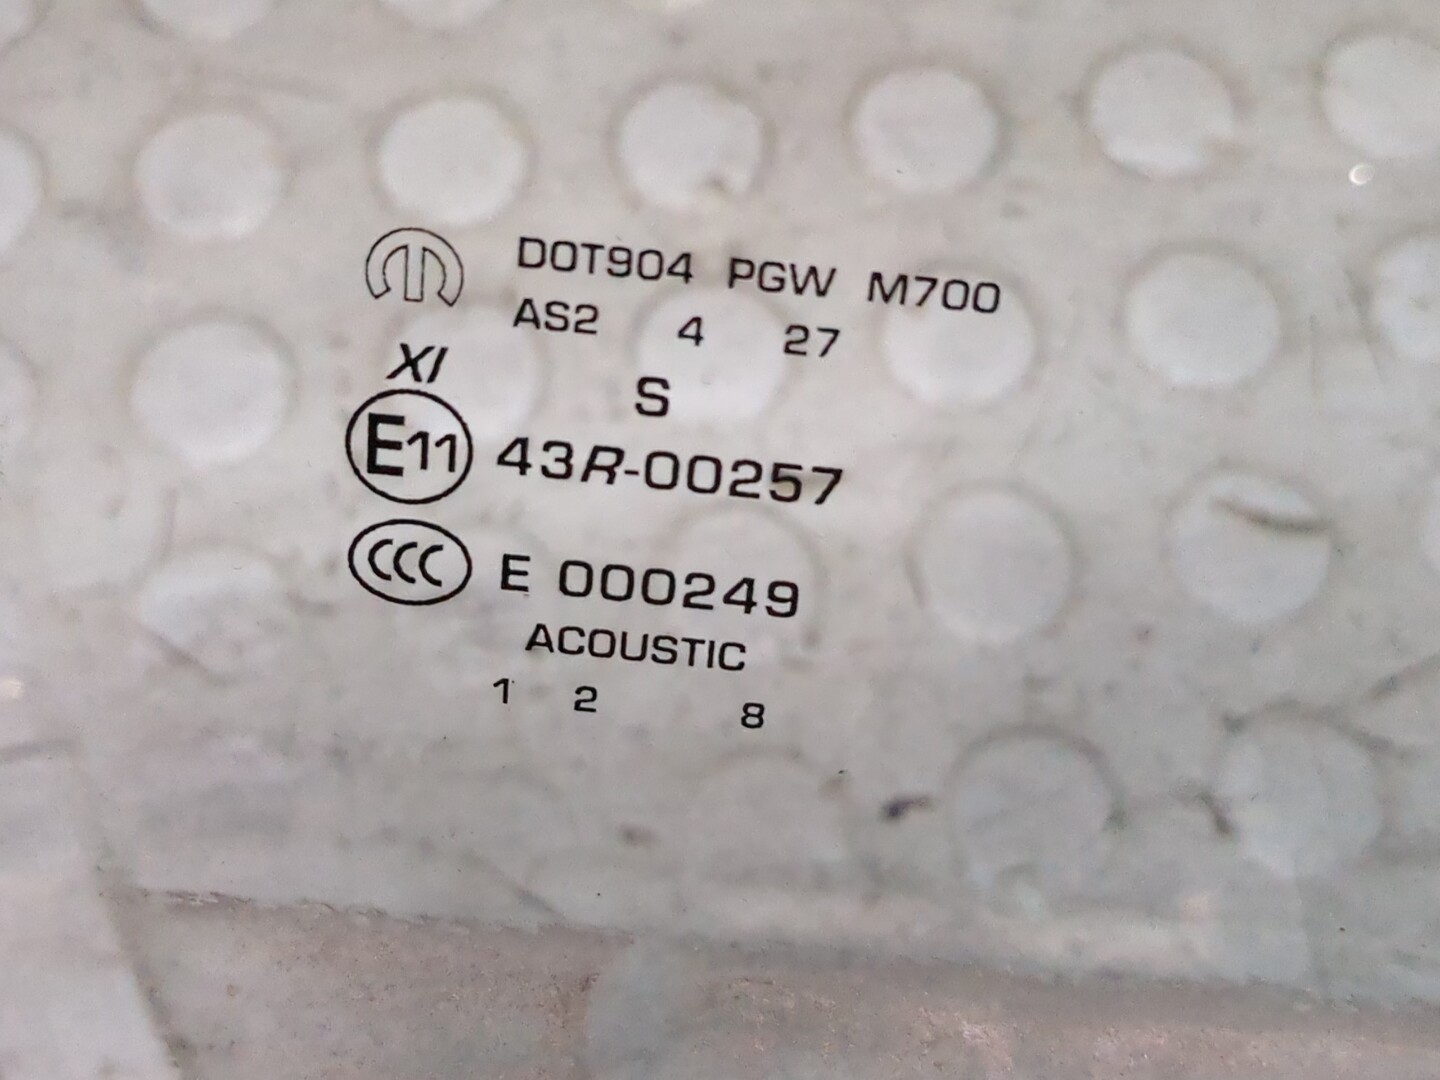 DOT904 PGW M700
AS2 4 27
XI
S
E11 43R-00257
CCC E 000249
ACOUSTIC
1 2 8